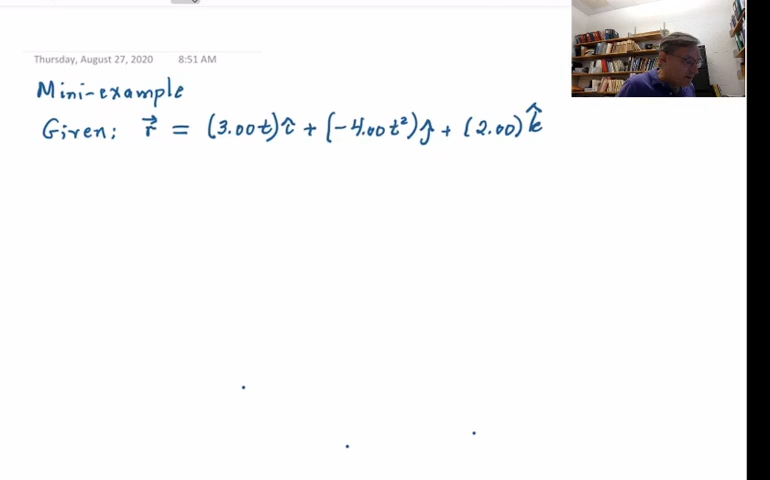 Thursday, August 27, 2020 8:51 AM
Mini-example
Given: r⃗ = (3.00t)î + (-4.00t²)ĵ + (2.00)k̂